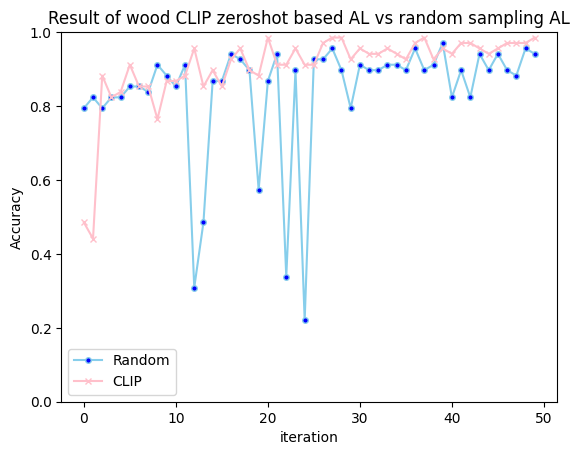 Result of wood CLIP zeroshot based AL vs random sampling AL
1.0
0.8
0.6
0.4
0.2
0.0
Accuracy
Random
CLIP
0 10 20 30 40 50
iteration